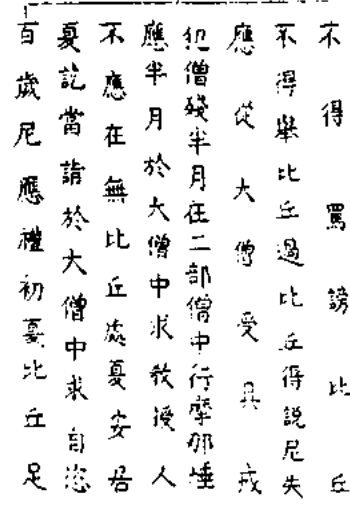 不得罵謗比丘
不得舉比丘過比丘得説尼失
應從大僧受具戒
犯僧殘半月在二部僧中行摩那埵
應半月於大僧中求教授人
不應在無比丘處夏安居
夏訖當詣於大僧中求自恣
百歲尼應禮初夏比丘足